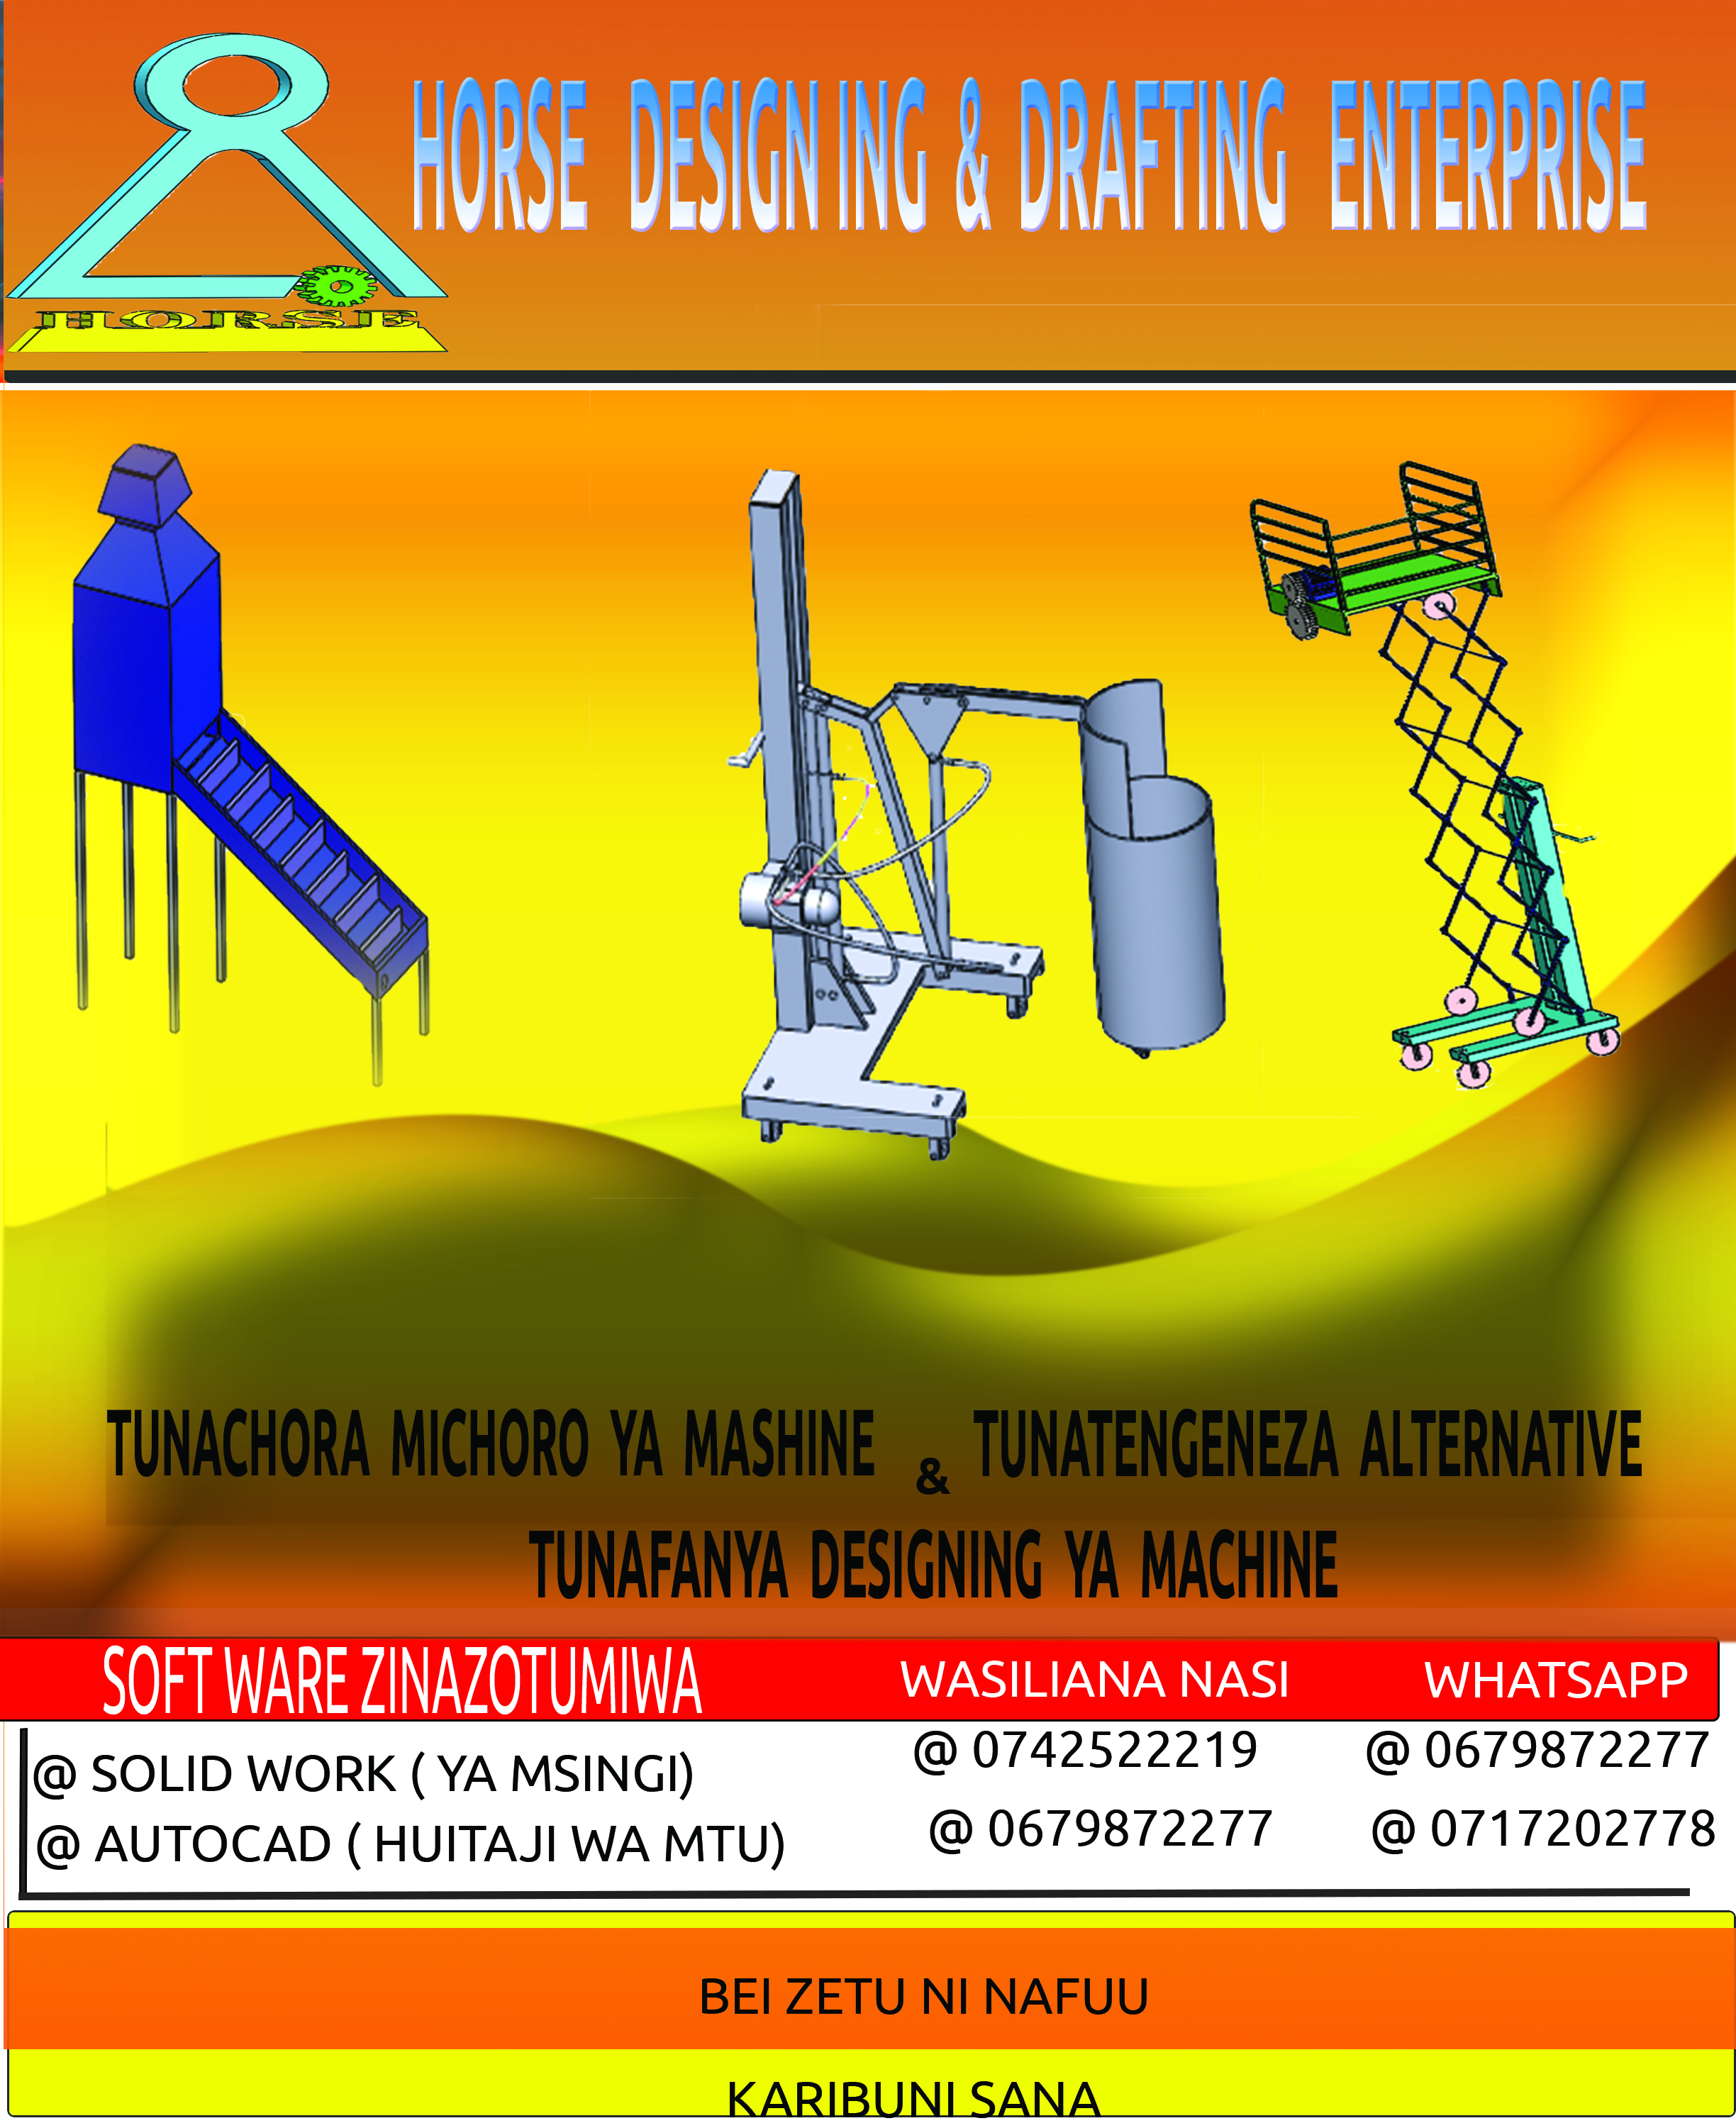 HORSE DESIGNING & DRAFTING ENTERPRISE
HORSE
TUNACHORA MICHORO YA MASHINE & TUNATENGENEZA ALTERNATIVE
TUNAFANYA DESIGNING YA MACHINE
SOFT WARE ZINAZOTUMIWA
@ SOLID WORK ( YA MSINGI)
@ AUTOCAD ( HUITAJI WA MTU)
WASILIANA NASI
@ 0742522219
@ 0679872277
WHATSAPP
@ 0679872277
@ 0717202778
BEI ZETU NI NAFUU
KARIBUNI SANA